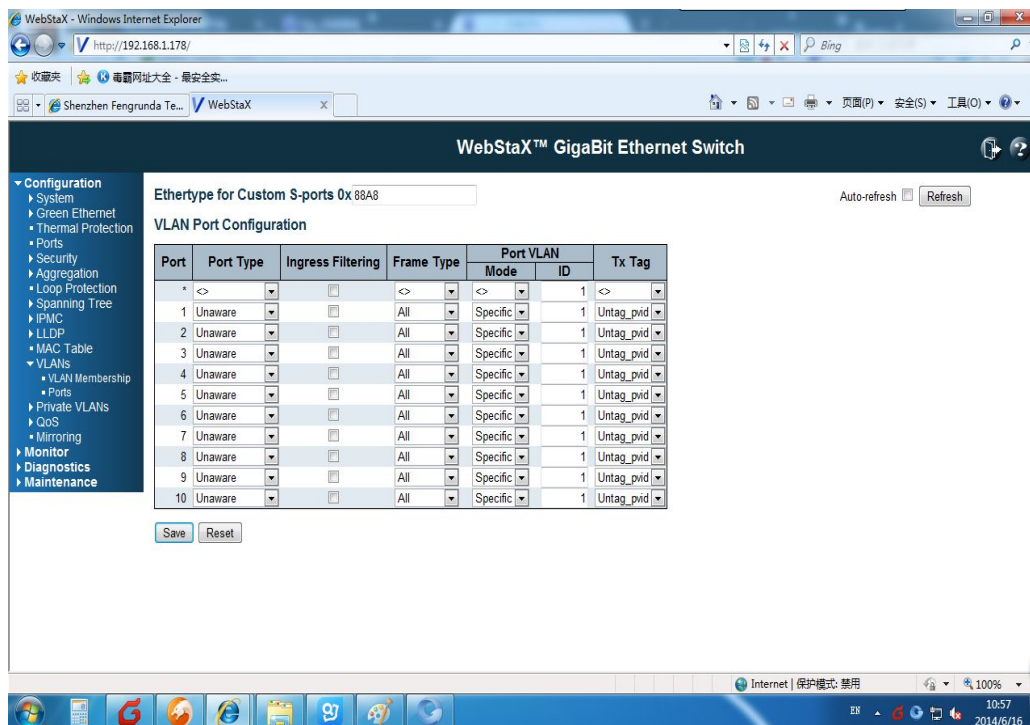 WebStaX - Windows Internet Explorer
http://192.168.1.178/
Bing
收藏夹
毒霸网址大全 - 最安全实...
Shenzhen Fengrunda Te...
WebStaX
页面(P)
安全(S)
工具(O)
WebStaX™ GigaBit Ethernet Switch
Configuration
System
Green Ethernet
Thermal Protection
Ports
Security
Aggregation
Loop Protection
Spanning Tree
IPMC
LLDP
MAC Table
VLANs
VLAN Membership
Ports
Private VLANs
QoS
Mirroring
Monitor
Diagnostics
Maintenance
Ethertype for Custom S-ports 0x 88A8
Auto-refresh Refresh
VLAN Port Configuration
Port Port Type Ingress Filtering Frame Type Port VLAN Tx Tag
Mode ID
* <> <> <> 1 <>
1 Unaware All Specific 1 Untag_pvid
2 Unaware All Specific 1 Untag_pvid
3 Unaware All Specific 1 Untag_pvid
4 Unaware All Specific 1 Untag_pvid
5 Unaware All Specific 1 Untag_pvid
6 Unaware All Specific 1 Untag_pvid
7 Unaware All Specific 1 Untag_pvid
8 Unaware All Specific 1 Untag_pvid
9 Unaware All Specific 1 Untag_pvid
10 Unaware All Specific 1 Untag_pvid
Save Reset
Internet | 保护模式: 禁用
100%
EN
10:57
2014/6/16